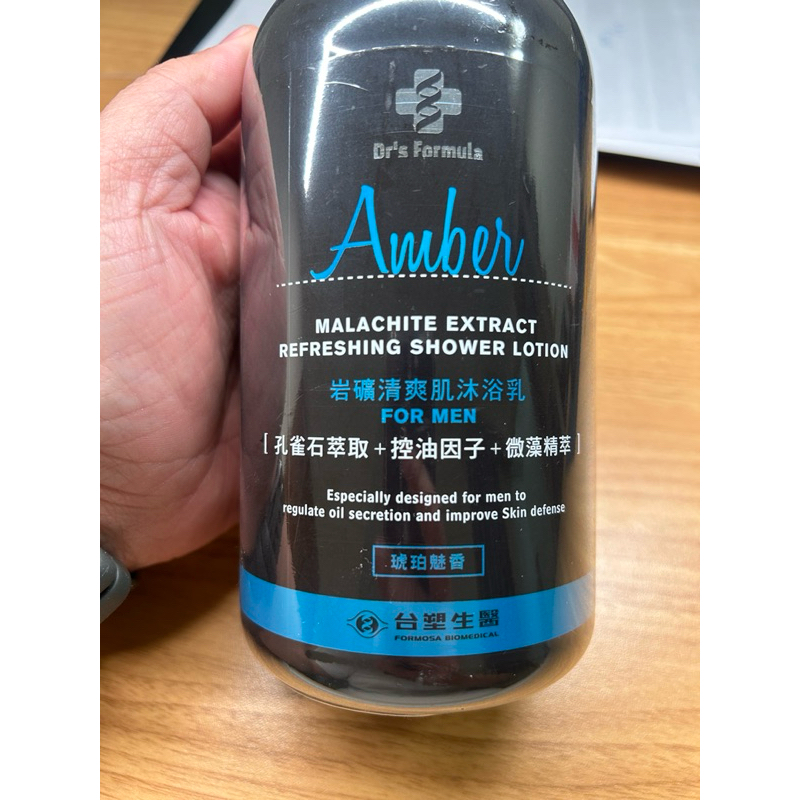 Dr's Formula
Amber
MALACHITE EXTRACT
REFRESHING SHOWER LOTION
岩礦清爽肌沐浴乳
FOR MEN
[ 孔雀石萃取+控油因子+微藻精萃 ]
Especially designed for men to
regulate oil secretion and improve Skin defense
琥珀魅香
台塑生醫
FORMOSA BIOMEDICAL